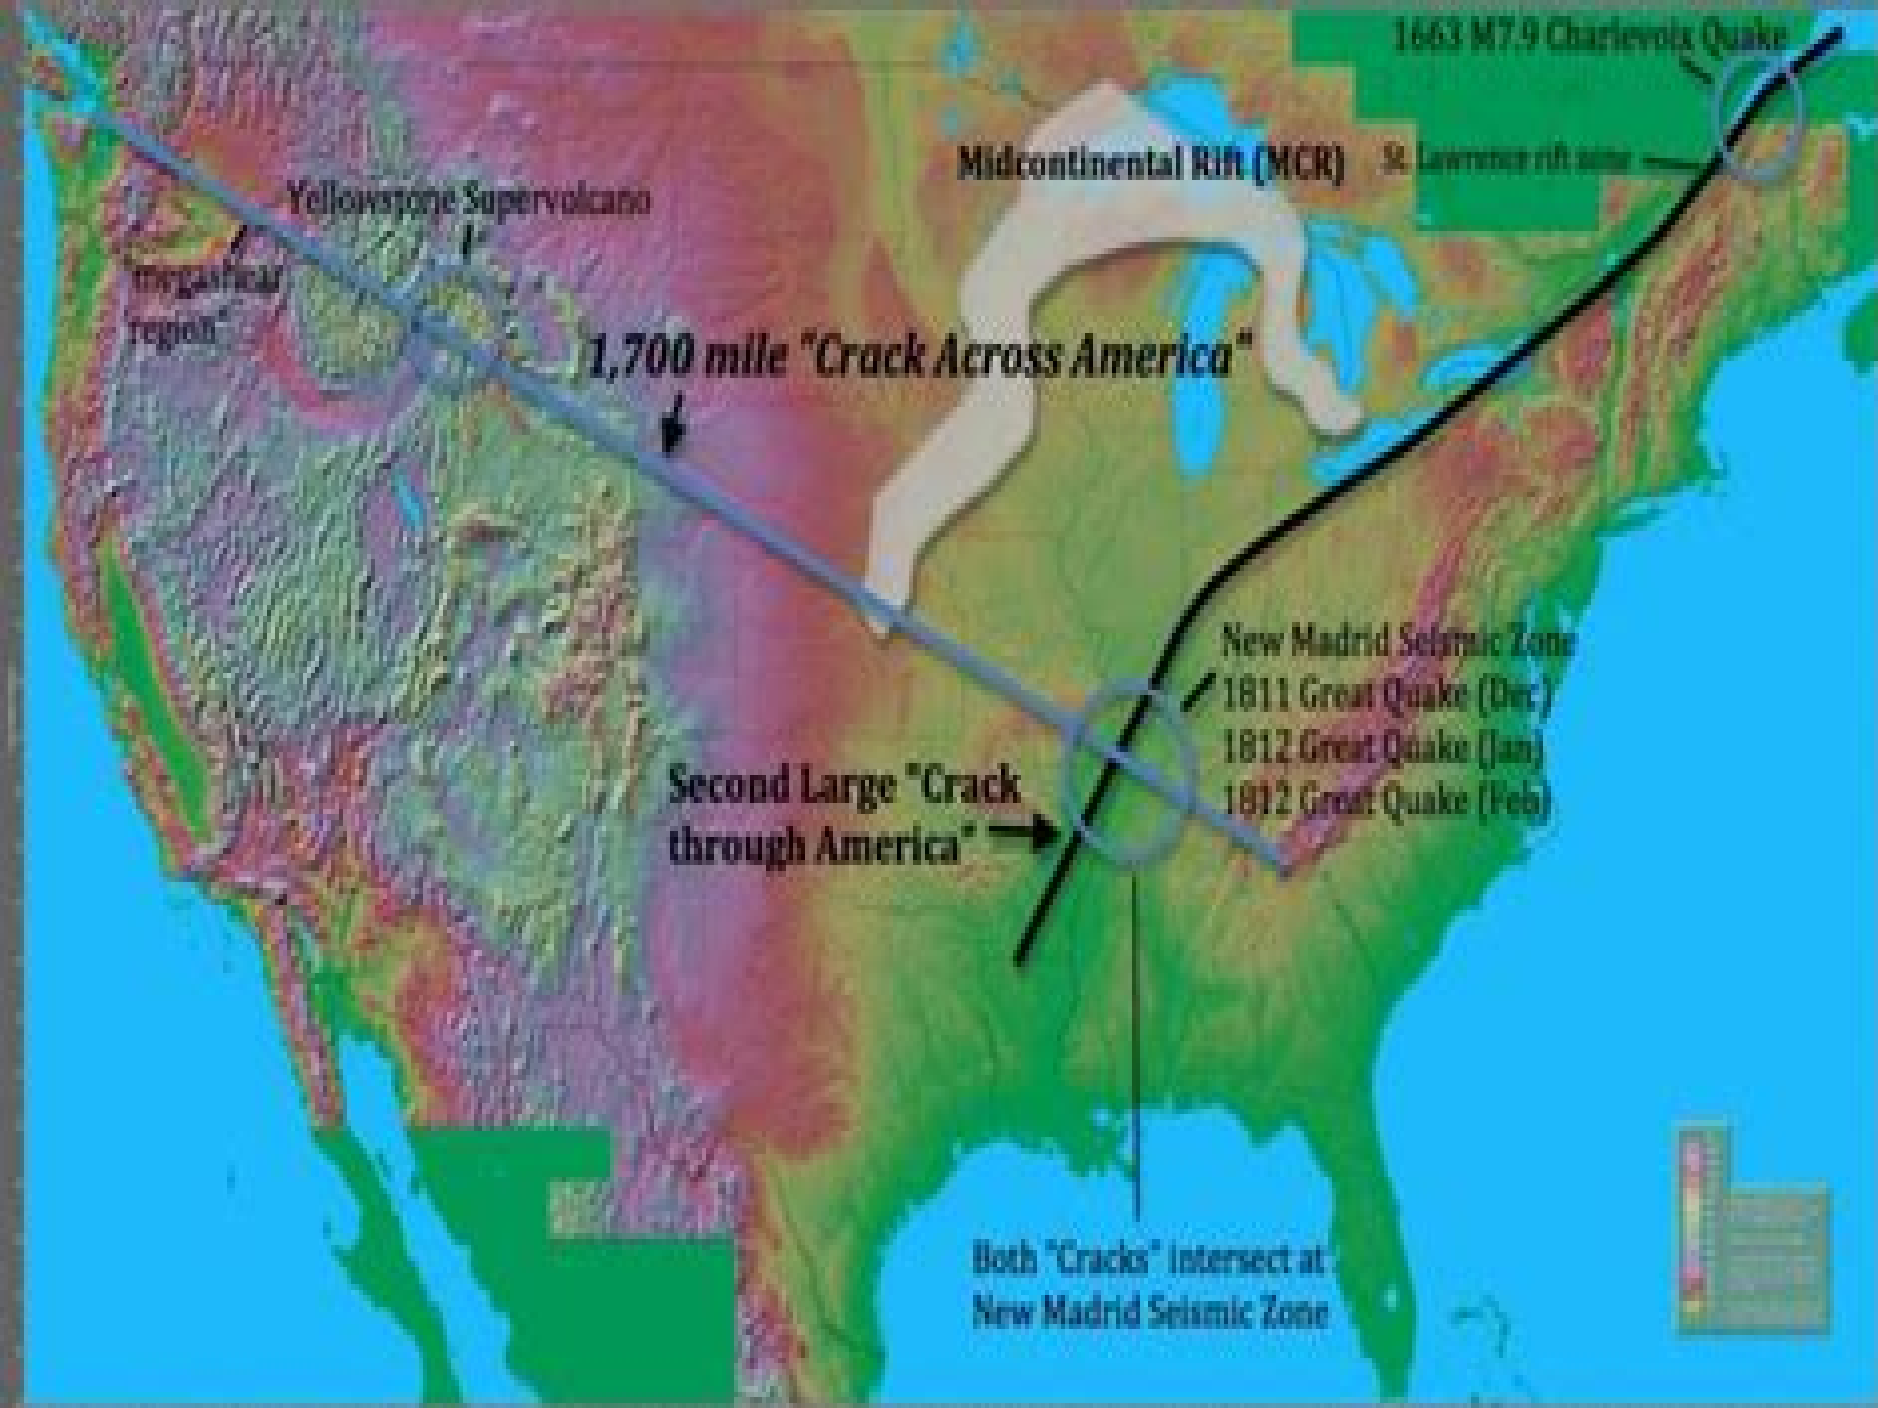 1663 M7.9 Charlevoix Quake
Midcontinental Rift (MCR)
St. Lawrence rift zone
Yellowstone Supervolcano
"megashear
region"
1,700 mile "Crack Across America"
New Madrid Seismic Zone
1811 Great Quake (Dec)
1812 Great Quake (Jan)
1812 Great Quake (Feb)
Second Large "Crack
through America"
Both "Cracks" intersect at
New Madrid Seismic Zone